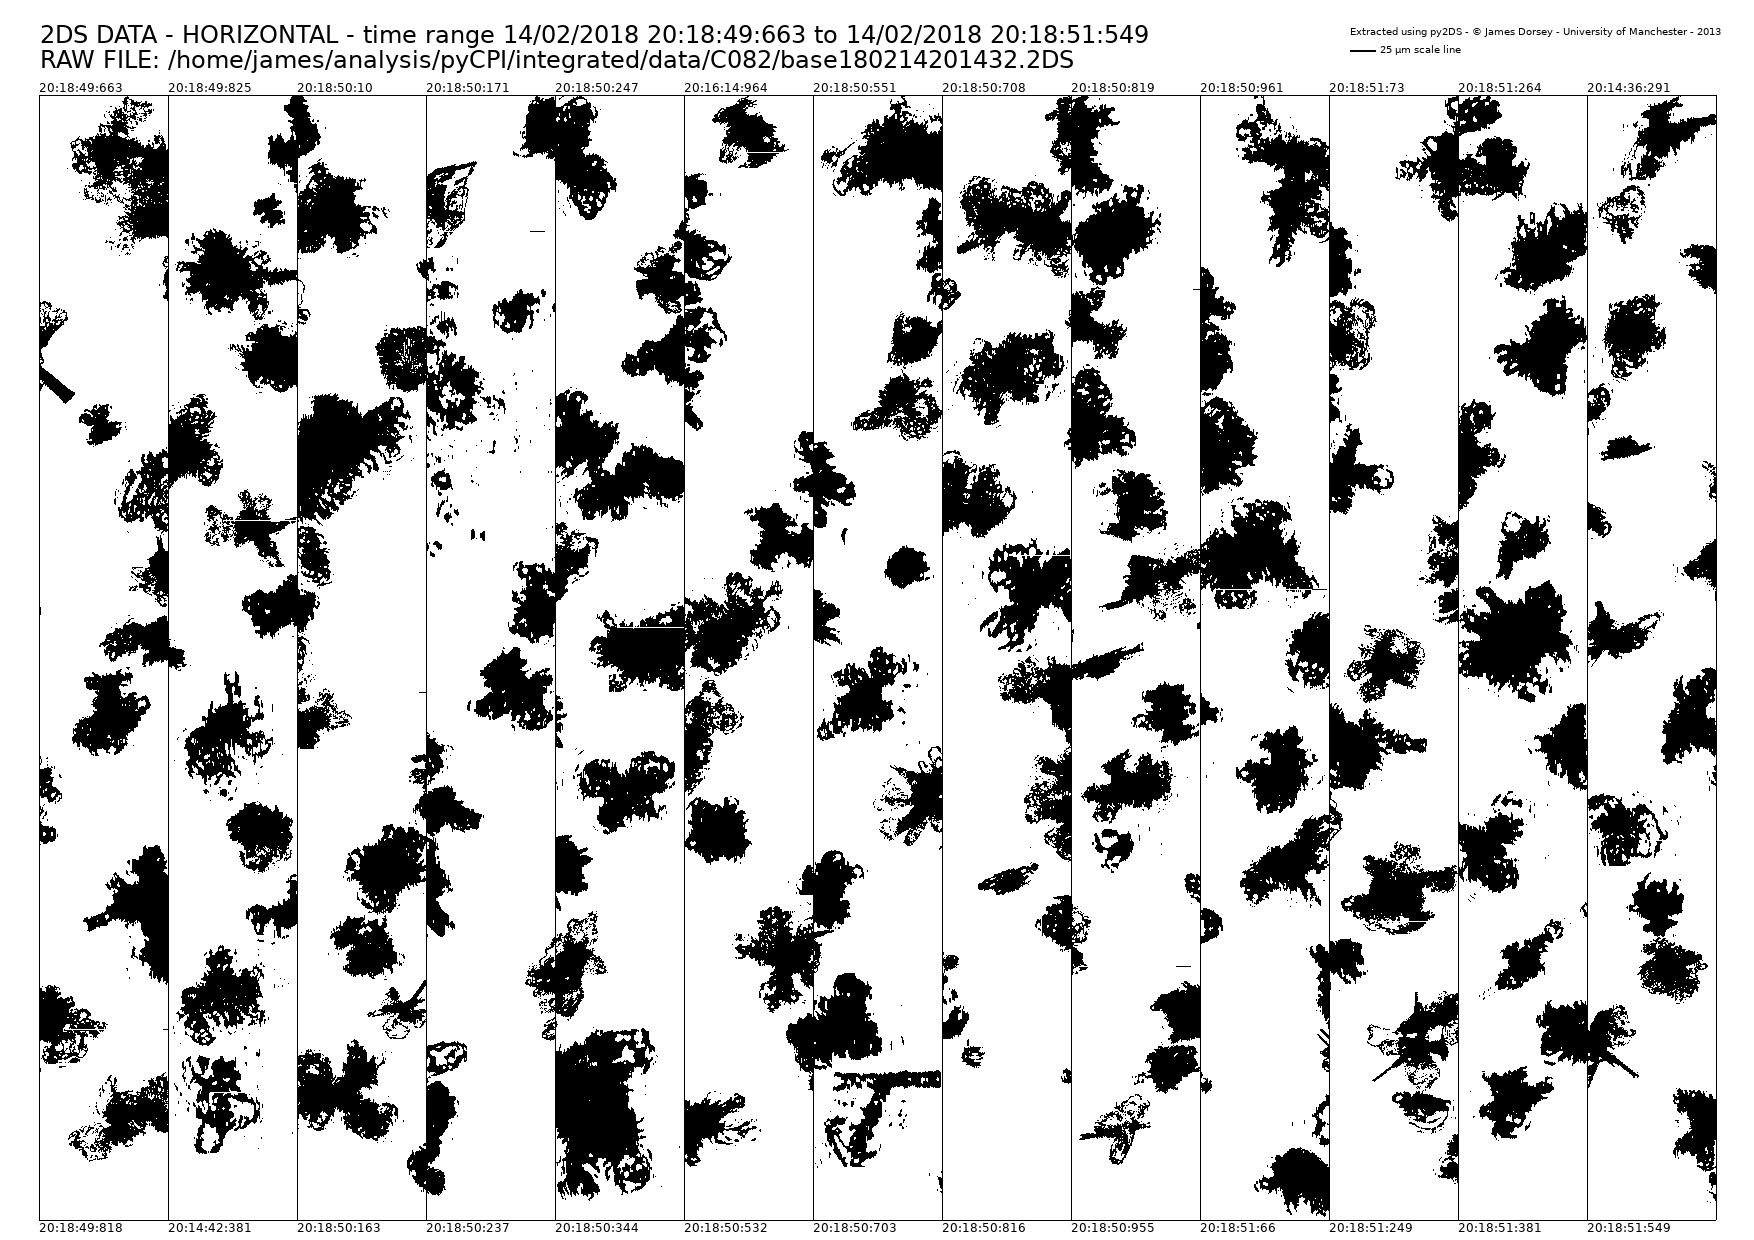 2DS DATA - HORIZONTAL - time range 14/02/2018 20:18:49:663 to 14/02/2018 20:18:51:549
RAW FILE: /home/james/analysis/pyCPI/integrated/data/C082/base180214201432.2DS
Extracted using py2DS - © James Dorsey - University of Manchester - 2013
25 µm scale line
20:18:49:663 20:18:49:825 20:18:50:10 20:18:50:171 20:18:50:247 20:16:14:964 20:18:50:551 20:18:50:708 20:18:50:819 20:18:50:961 20:18:51:73 20:18:51:264 20:14:36:291
20:18:49:818 20:14:42:381 20:18:50:163 20:18:50:237 20:18:50:344 20:18:50:532 20:18:50:703 20:18:50:816 20:18:50:955 20:18:51:66 20:18:51:249 20:18:51:381 20:18:51:549